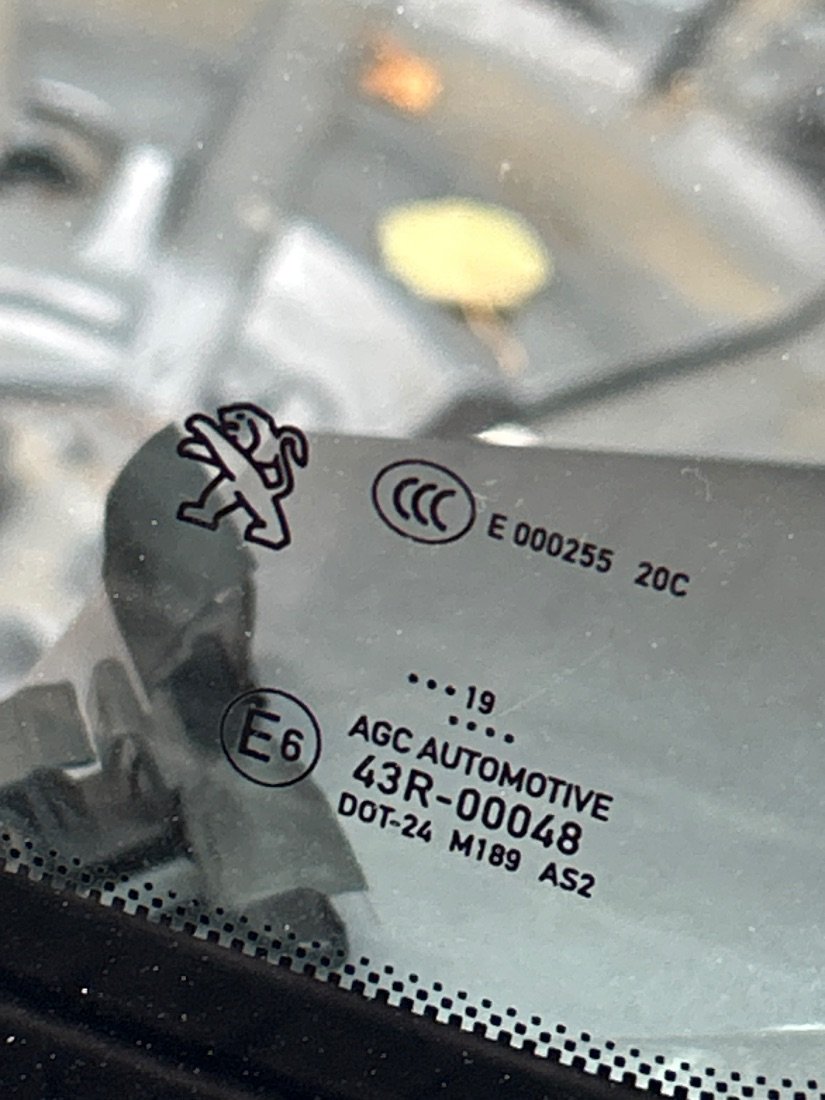 CCC E 000255 20C
•••19
••••
E6
AGC AUTOMOTIVE
43R-00048
DOT-24 M189 AS2